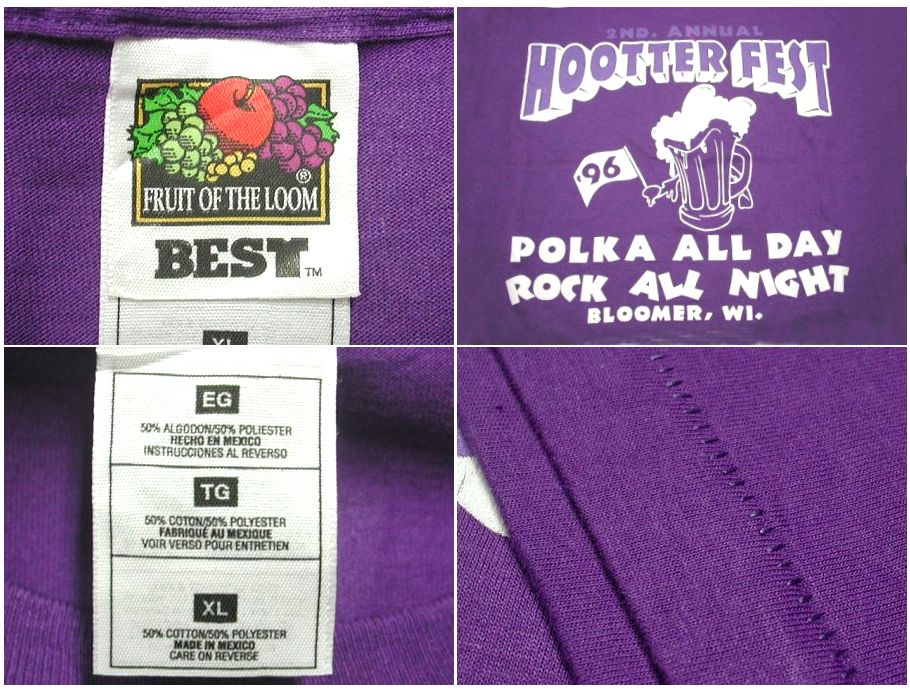 FRUIT OF THE LOOM ®
BEST TM
XL
2ND. ANNUAL
HOOTTER FEST
'96
POLKA ALL DAY
ROCK ALL NIGHT
BLOOMER, WI.
EG
50% ALGODON/50% POLIESTER
HECHO EN MEXICO
INSTRUCCIONES AL REVERSO
TG
50% COTON/50% POLYESTER
FABRIQUÉ AU MEXIQUE
VOIR VERSO POUR ENTRETIEN
XL
50% COTTON/50% POLYESTER
MADE IN MEXICO
CARE ON REVERSE